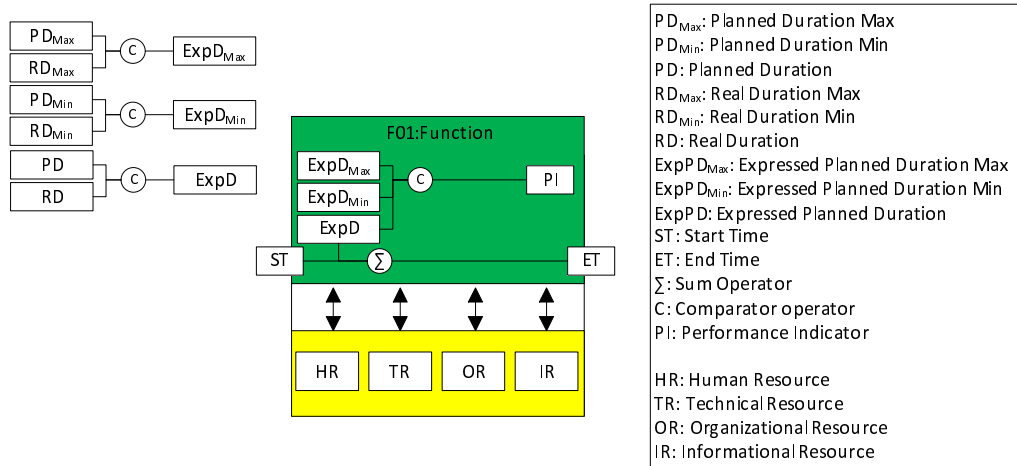 PDMax
RDMax
C
ExpDMax
PDMin
RDMin
C
ExpDMin
PD
RD
C
ExpD
F01:Function
ExpDMax
ExpDMin
ExpD
C
PI
ST
∑
ET
HR
TR
OR
IR
PDMax: Planned Duration Max
PDMin: Planned Duration Min
PD: Planned Duration
RDMax: Real Duration Max
RDMin: Real Duration Min
RD: Real Duration
ExpPDMax: Expressed Planned Duration Max
ExpPDMin: Expressed Planned Duration Min
ExpPD: Expressed Planned Duration
ST: Start Time
ET: End Time
∑: Sum Operator
C: Comparator operator
PI: Performance Indicator
HR: Human Resource
TR: Technical Resource
OR: Organizational Resource
IR: Informational Resource